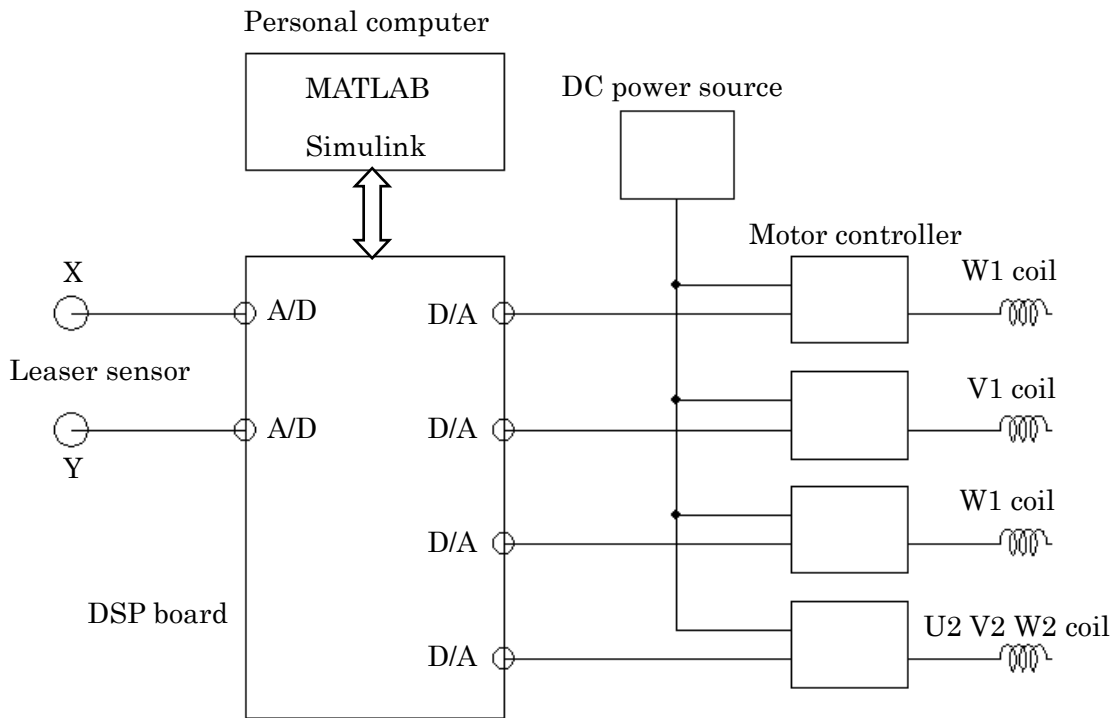 Personal computer
MATLAB
Simulink
DC power source
Motor controller
X
A/D
D/A
W1 coil
Leaser sensor
Y
A/D
D/A
V1 coil
D/A
W1 coil
DSP board
D/A
U2 V2 W2 coil